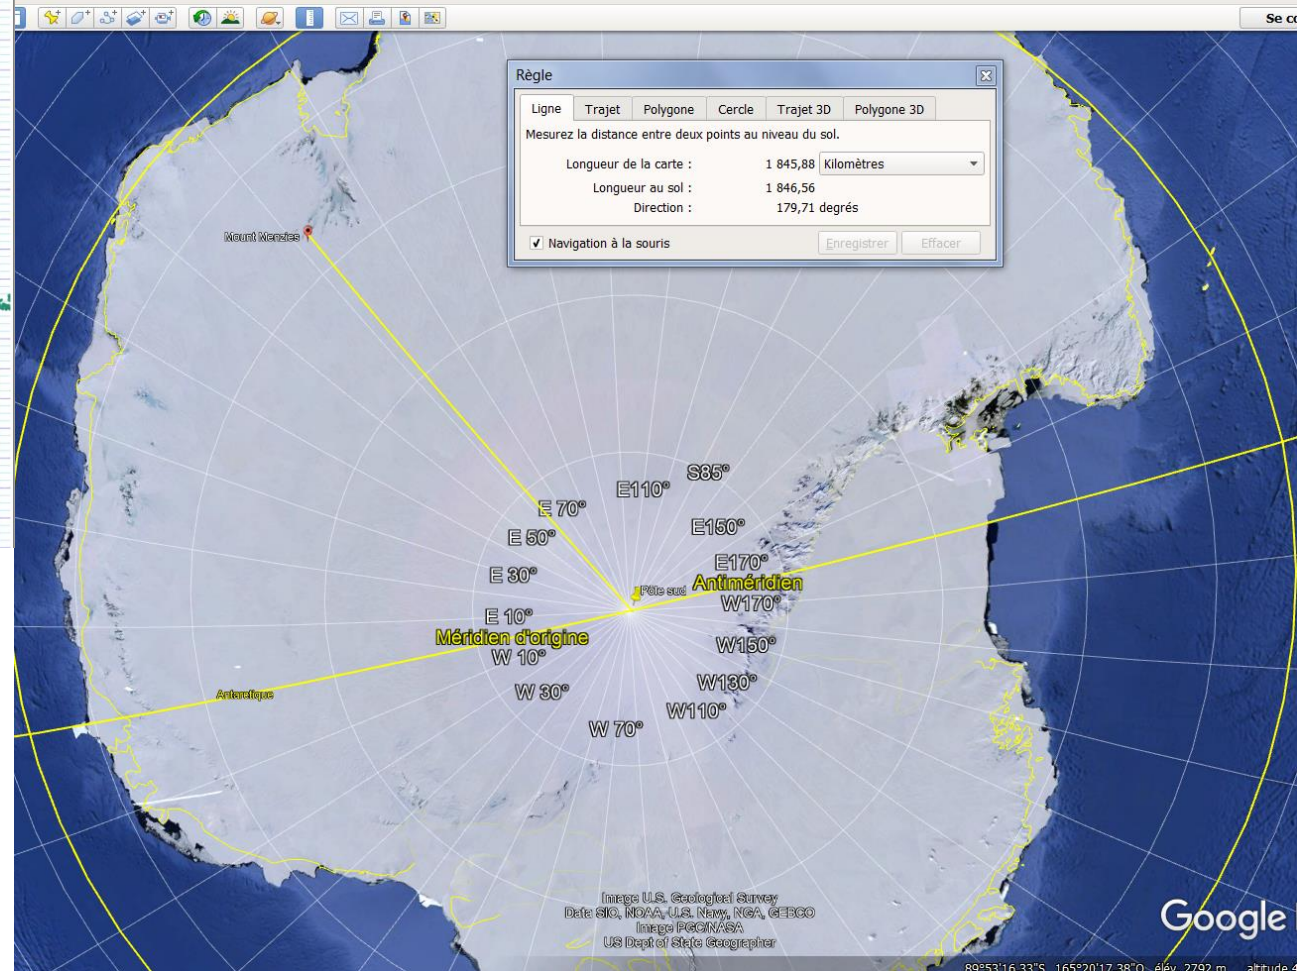 Se co
Règle
Ligne Trajet Polygone Cercle Trajet 3D Polygone 3D
Mesurez la distance entre deux points au niveau du sol.
Longueur de la carte : 1 845,88 Kilomètres
Longueur au sol : 1 846,56
Direction : 179,71 degrés
Navigation à la souris Enregistrer Effacer
Mount Menzies
S85°
E110°
E 70°
E150°
E 50°
E170°
E 30°
Antiméridien
Pôle sud
W170°
E 10°
Méridien d'origine
W150°
W 10°
W130°
W 30°
Antarctique
W110°
W 70°
Image U.S. Geological Survey
Data SIO, NOAA, U.S. Navy, NGA, GEBCO
Image PGC/NASA
US Dept of State Geographer
Google
89°53'16.33"S 165°20'17.38"O élév. 2792 m altitude 4